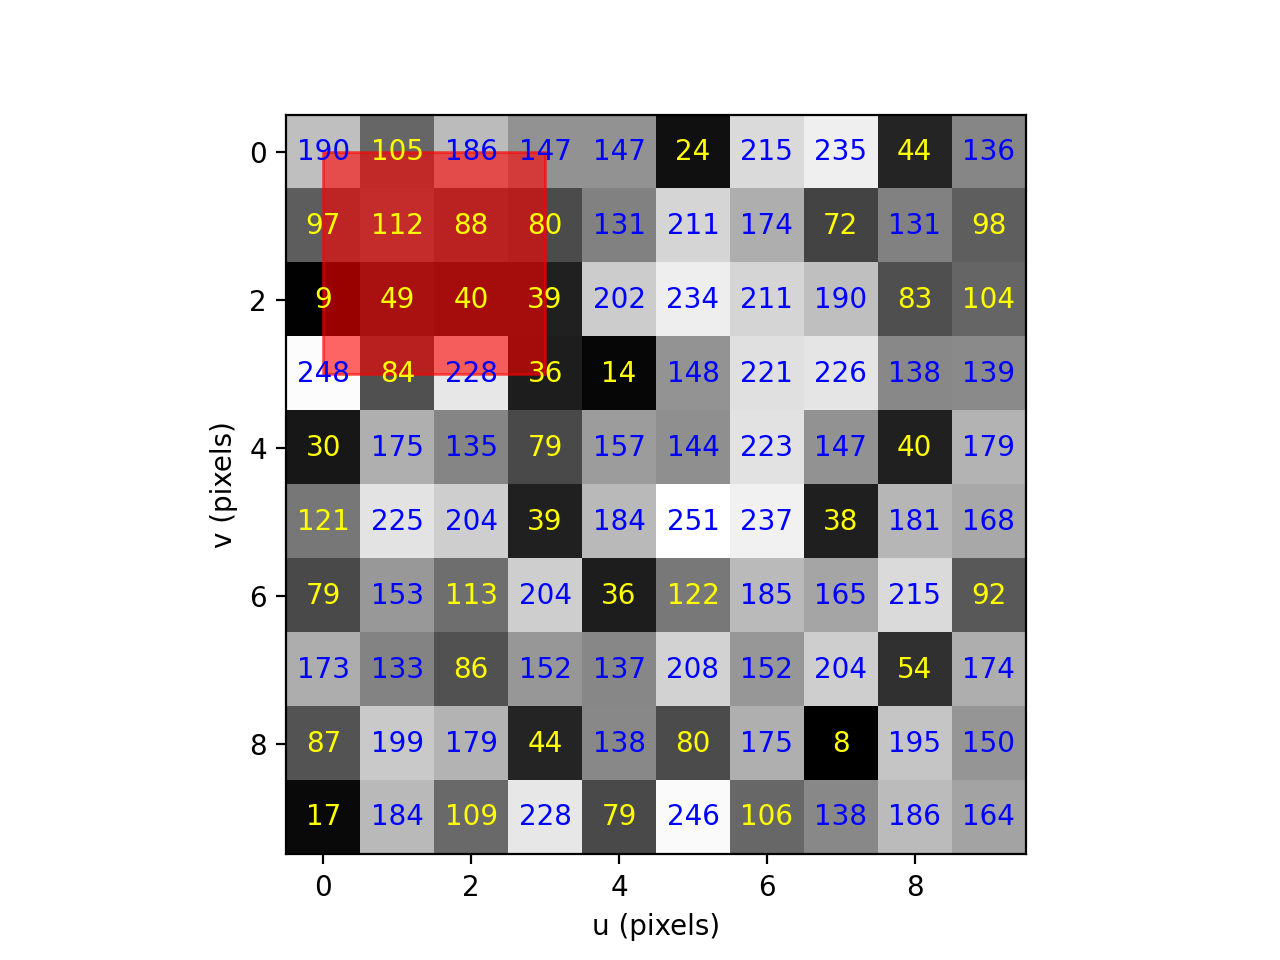 0 190 105 186 147 147 24 215 235 44 136
97 112 88 80 131 211 174 72 131 98
2 9 49 40 39 202 234 211 190 83 104
248 84 228 36 14 148 221 226 138 139
4 30 175 135 79 157 144 223 147 40 179
121 225 204 39 184 251 237 38 181 168
6 79 153 113 204 36 122 185 165 215 92
173 133 86 152 137 208 152 204 54 174
8 87 199 179 44 138 80 175 8 195 150
17 184 109 228 79 246 106 138 186 164
0 2 4 6 8
u (pixels)
v (pixels)